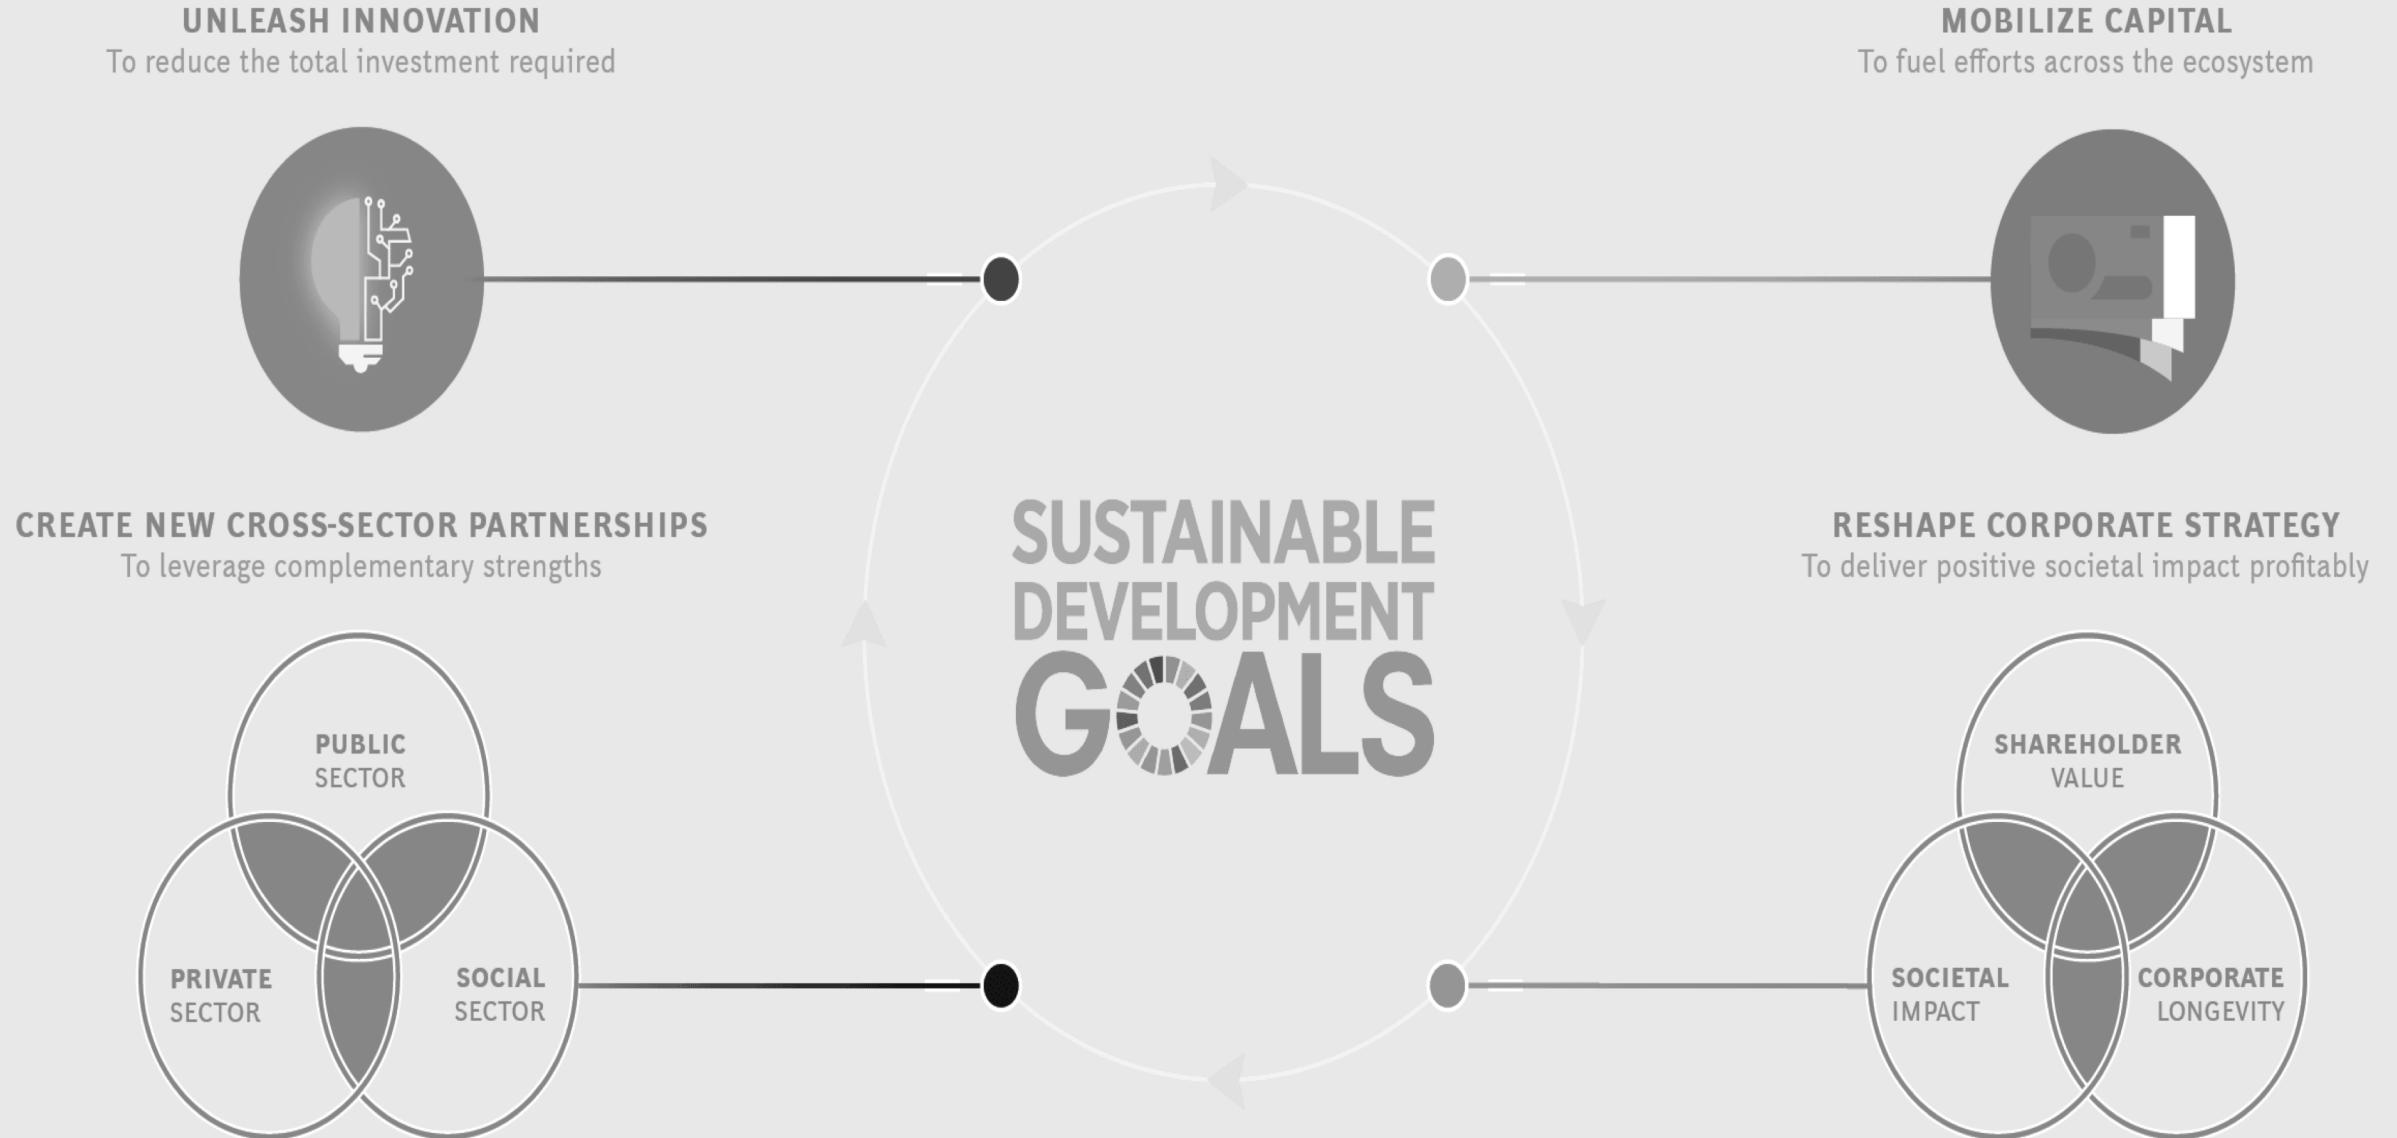 UNLEASH INNOVATION
To reduce the total investment required
MOBILIZE CAPITAL
To fuel efforts across the ecosystem
SUSTAINABLE
DEVELOPMENT
GOALS
CREATE NEW CROSS-SECTOR PARTNERSHIPS
To leverage complementary strengths
PUBLIC
SECTOR
PRIVATE
SECTOR
SOCIAL
SECTOR
RESHAPE CORPORATE STRATEGY
To deliver positive societal impact profitably
SHAREHOLDER
VALUE
SOCIETAL
IMPACT
CORPORATE
LONGEVITY